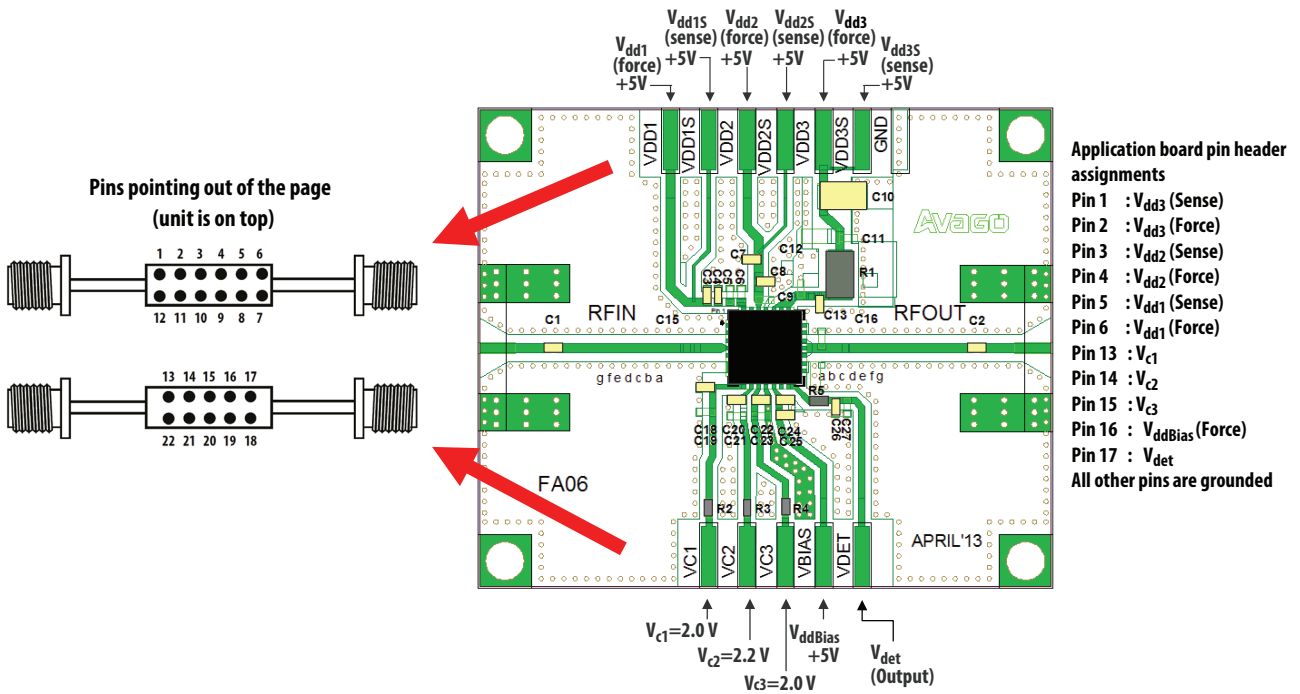 Vdd1
(force)
+5V
Vdd1S
(sense)
+5V
Vdd2
(force)
+5V
Vdd2S
(sense)
+5V
Vdd3
(force)
+5V
Vdd3S
(sense)
+5V
Pins pointing out of the page
(unit is on top)
1 2 3 4 5 6
12 11 10 9 8 7
13 14 15 16 17
22 21 20 19 18
VDD1
VDD1S
VDD2
VDD2S
VDD3
VDD3S
GND
C10
AVAGO
C11
C12
C7
C8
R1
C3
C4
C5
C6
C9
C13
Pin 1
RFIN
C15
C16
RFOUT
C1
C2
gfedcba
abcdefg
R5
C18
C19
C20
C21
C22
C23
C24
C25
C26
C27
FA06
R2
R3
R4
APRIL'13
VC1
VC2
VC3
VBIAS
VDET
Vc1=2.0 V
Vc2=2.2 V
Vc3=2.0 V
VddBias
+5V
Vdet
(Output)
Application board pin header
assignments
Pin 1 : Vdd3 (Sense)
Pin 2 : Vdd3 (Force)
Pin 3 : Vdd2 (Sense)
Pin 4 : Vdd2 (Force)
Pin 5 : Vdd1 (Sense)
Pin 6 : Vdd1 (Force)
Pin 13 : Vc1
Pin 14 : Vc2
Pin 15 : Vc3
Pin 16 : VddBias (Force)
Pin 17 : Vdet
All other pins are grounded